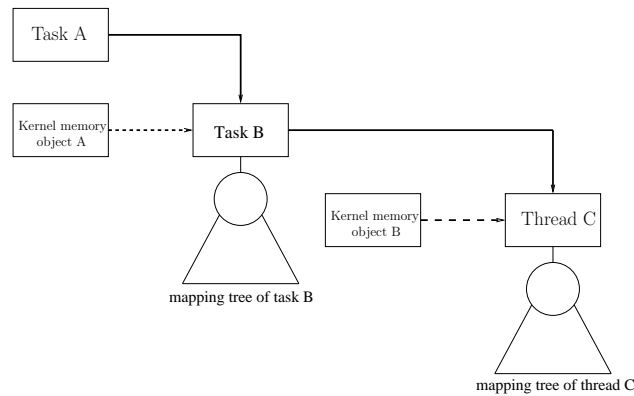 Task A
Kernel memory
object A
Task B
mapping tree of task B
Kernel memory
object B
Thread C
mapping tree of thread C